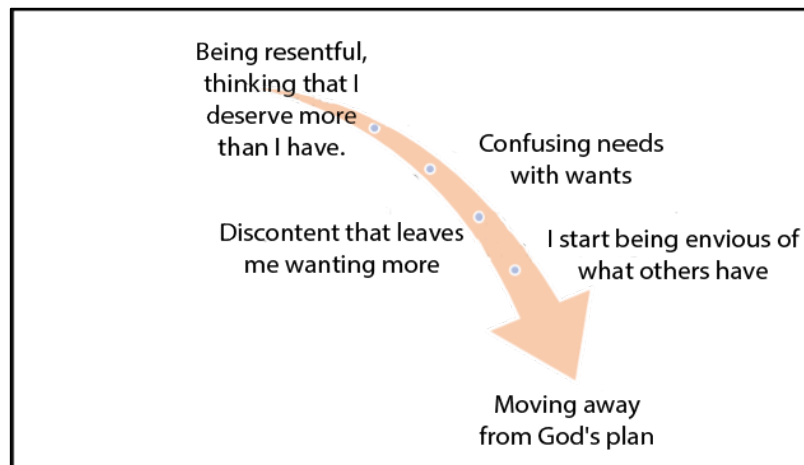 Being resentful,
thinking that I
deserve more
than I have.
Confusing needs
with wants
Discontent that leaves
me wanting more
I start being envious of
what others have
Moving away
from God's plan